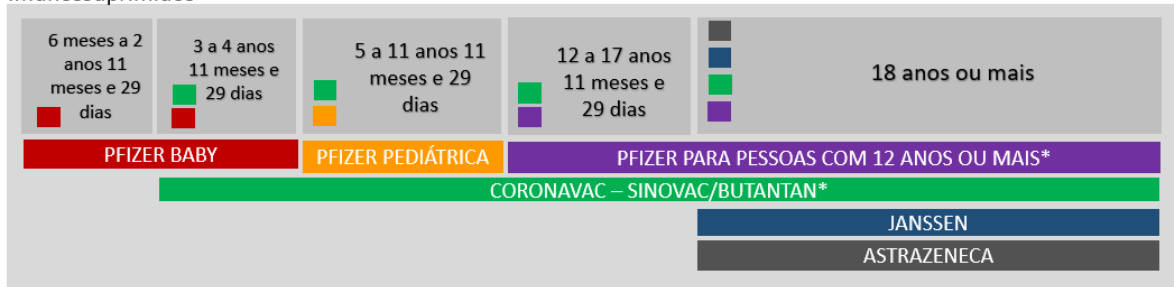 6 meses a 2
anos 11
meses e 29
dias
3 a 4 anos
11 meses e
29 dias
5 a 11 anos 11
meses e 29
dias
12 a 17 anos
11 meses e
29 dias
18 anos ou mais
PFIZER BABY
PFIZER PEDIÁTRICA
PFIZER PARA PESSOAS COM 12 ANOS OU MAIS*
CORONAVAC – SINOVAC/BUTANTAN*
JANSSEN
ASTRAZENECA